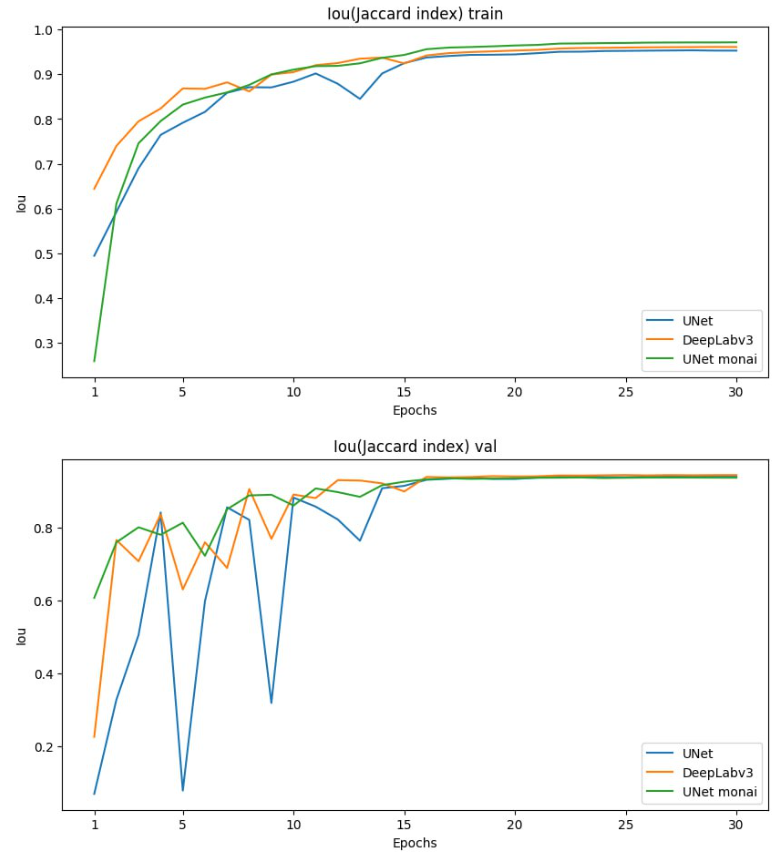 Iou(Jaccard index) train
1.0
0.9
0.8
0.7
0.6
0.5
0.4
0.3
Iou
UNet
DeepLabv3
UNet monai
1 5 10 15 20 25 30
Epochs
Iou(Jaccard index) val
0.8
0.6
0.4
0.2
Iou
UNet
DeepLabv3
UNet monai
1 5 10 15 20 25 30
Epochs